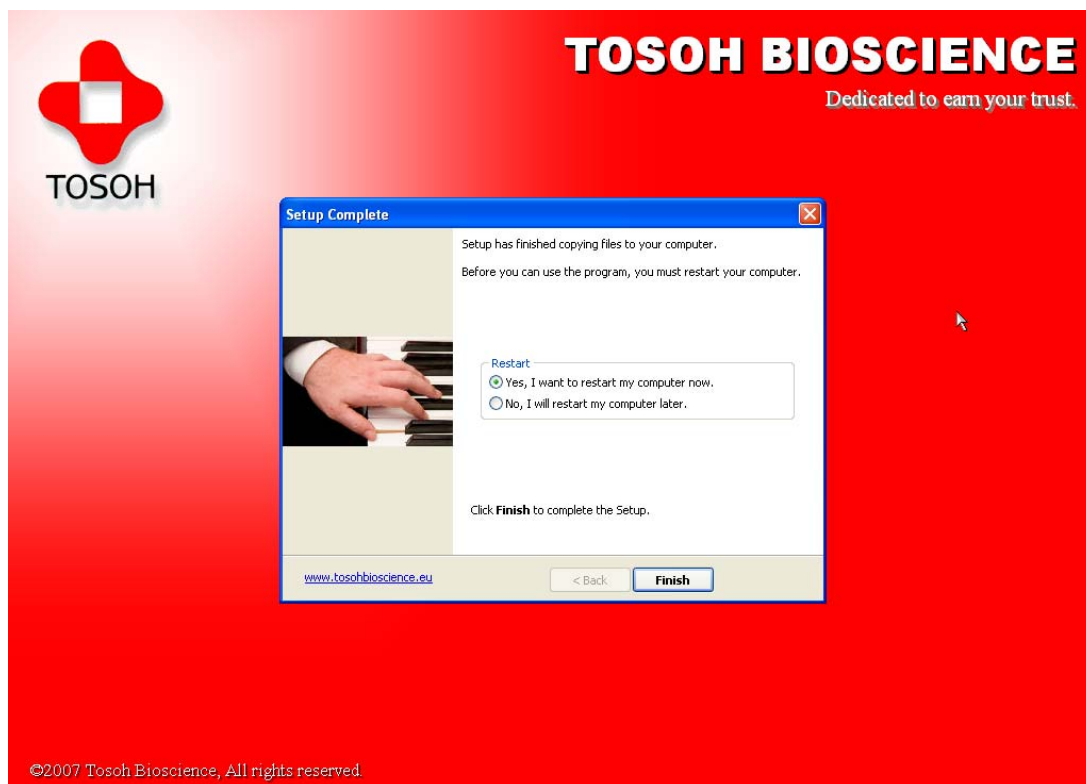 TOSOH BIOSCIENCE
Dedicated to earn your trust.
TOSOH
Setup Complete
Setup has finished copying files to your computer.
Before you can use the program, you must restart your computer.
Restart
Yes, I want to restart my computer now.
No, I will restart my computer later.
Click Finish to complete the Setup.
www.tosohbioscience.eu
< Back
Finish
©2007 Tosoh Bioscience, All rights reserved.